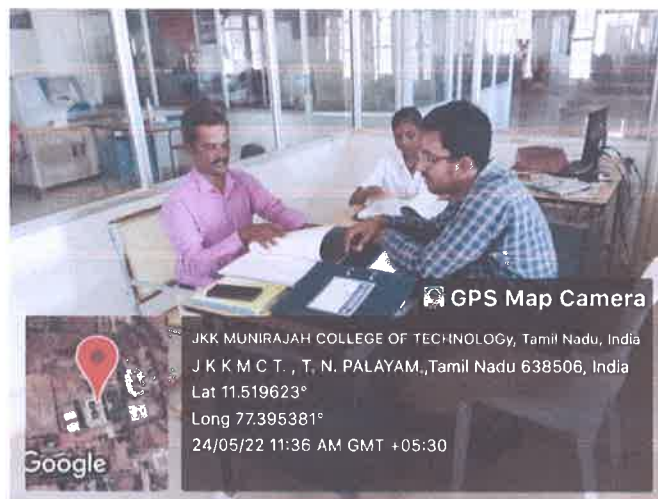 GPS Map Camera
JKK MUNIRAJAH COLLEGE OF TECHNOLOGy, Tamil Nadu, India
J K K M C T. , T, N. PALAYAM.,Tamil Nadu 638506, India
Lat 11.519623°
Long 77.395381°
24/05/22 11:36 AM GMT +05:30
Google